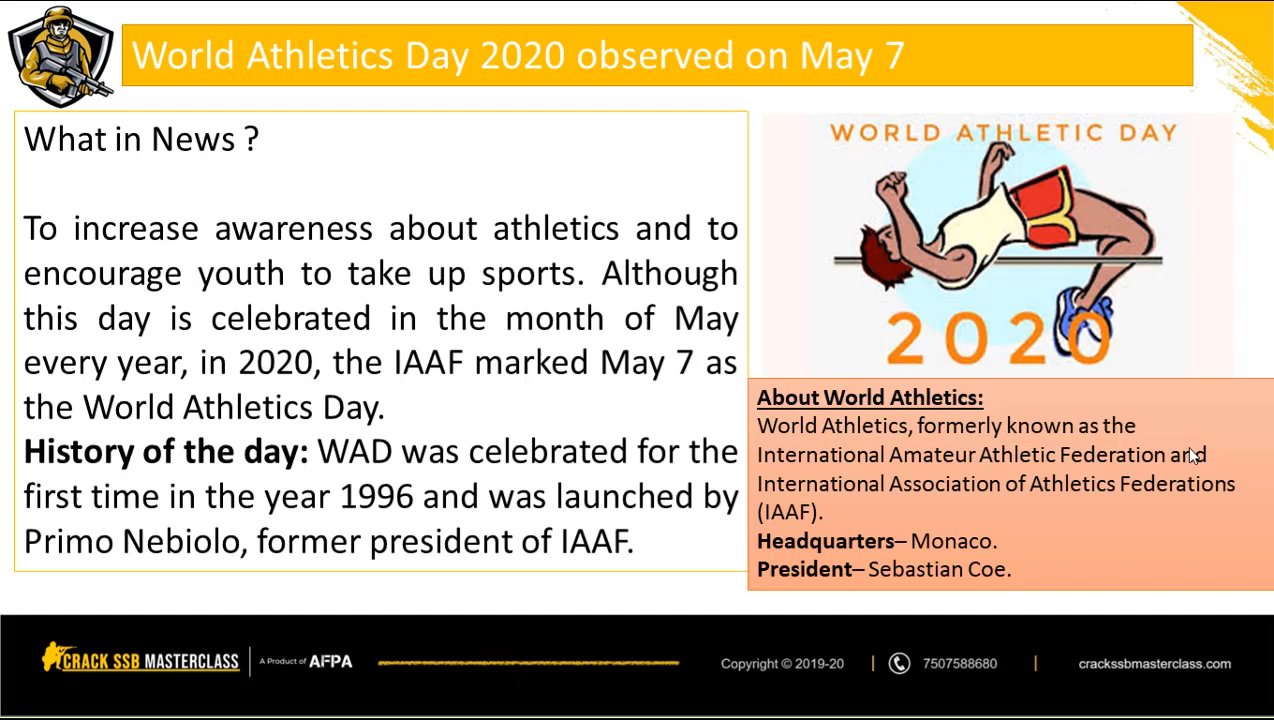 World Athletics Day 2020 observed on May 7
What in News ?
To increase awareness about athletics and to
encourage youth to take up sports. Although
this day is celebrated in the month of May
every year, in 2020, the IAAF marked May 7 as
the World Athletics Day.
History of the day: WAD was celebrated for the
first time in the year 1996 and was launched by
Primo Nebiolo, former president of IAAF.
WORLD ATHLETIC DAY
2020
About World Athletics:
World Athletics, formerly known as the
International Amateur Athletic Federation and
International Association of Athletics Federations
(IAAF).
Headquarters– Monaco.
President– Sebastian Coe.
CRACK SSB MASTERCLASS
A Product of AFPA
Copyright © 2019-20
7507588680
crackssbmasterclass.com